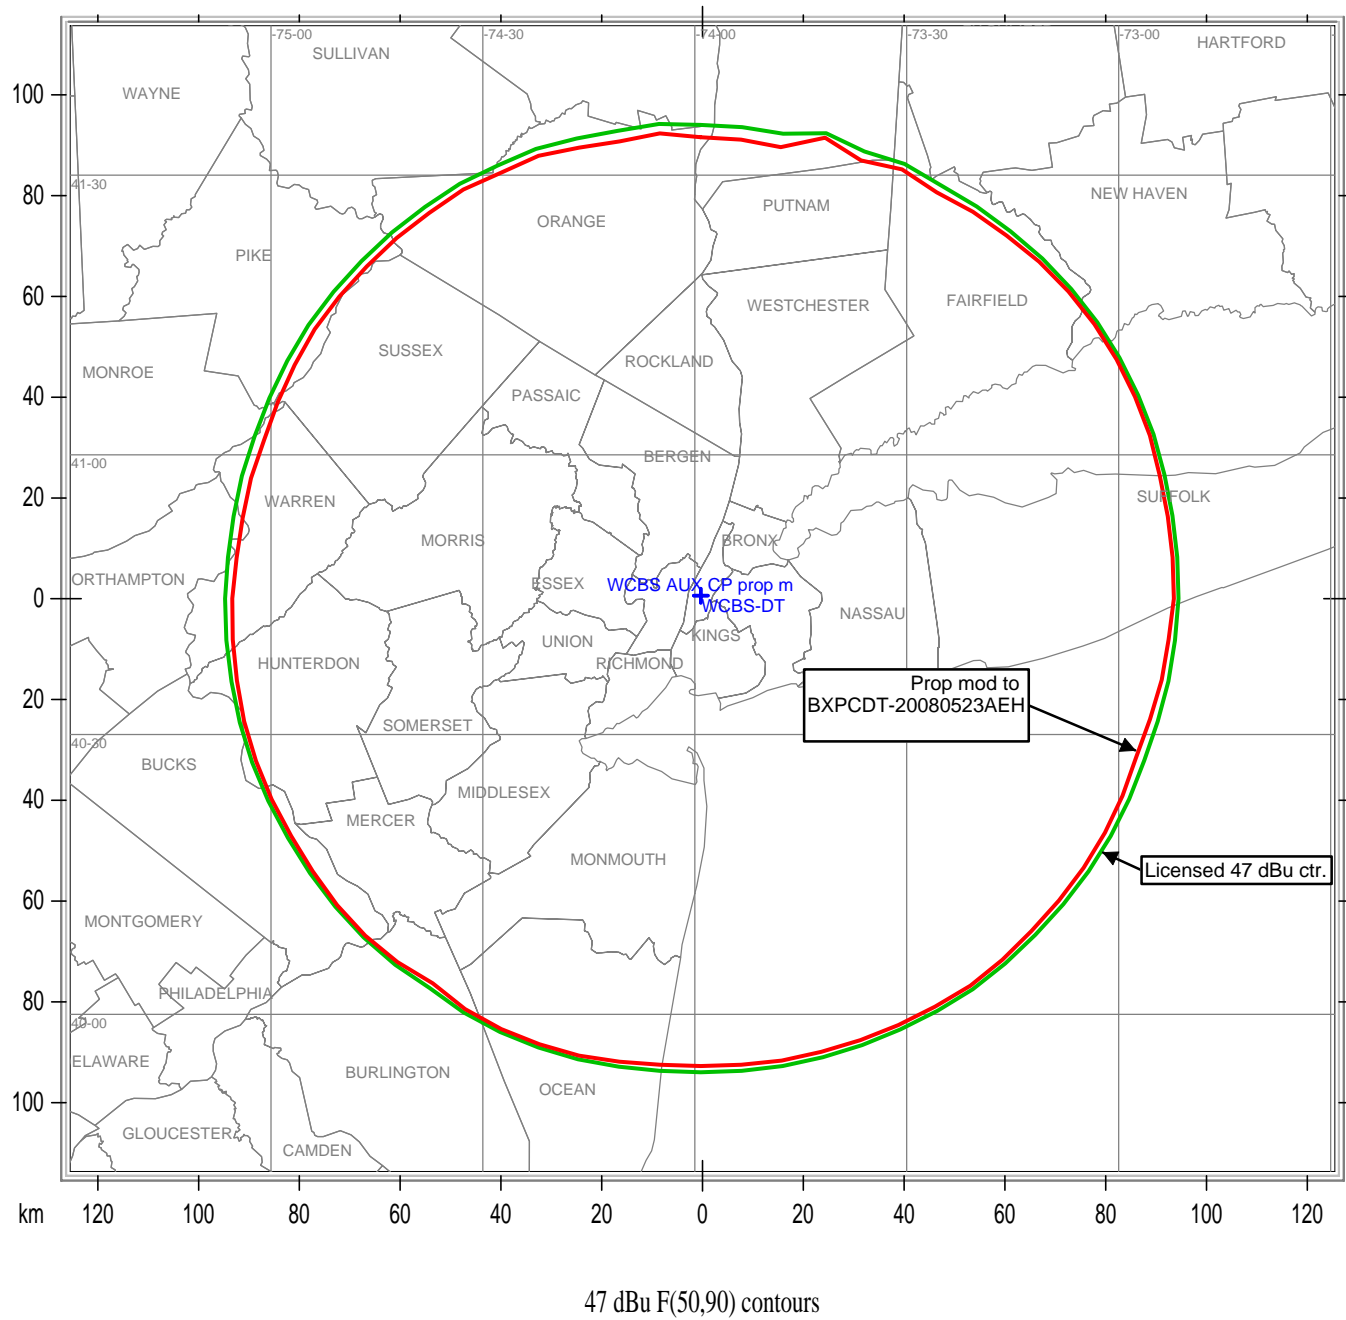 -75-00
-74-30
-74-00
-73-30
-73-00
HARTFORD
SULLIVAN
WAYNE
100
80
41-30
NEW HAVEN
PUTNAM
ORANGE
PIKE
60
WESTCHESTER
FAIRFIELD
SUSSEX
ROCKLAND
MONROE
40
PASSAIC
BERGEN
41-00
20
WARREN
SUFFOLK
MORRIS
BRONX
ORTHAMPTON
ESSEX
WCBS AUX CP prop m
0
WCBS-DT
NASSAU
KINGS
UNION
HUNTERDON
RICHMOND
Prop mod to
BXPCDT-20080523AEH
20
SOMERSET
40-30
BUCKS
MIDDLESEX
40
MERCER
MONMOUTH
Licensed 47 dBu ctr.
60
MONTGOMERY
PHILADELPHIA
80
40-00
ELAWARE
BURLINGTON
OCEAN
100
GLOUCESTER
CAMDEN
km 120 100 80 60 40 20 0 20 40 60 80 100 120
47 dBu F(50,90) contours